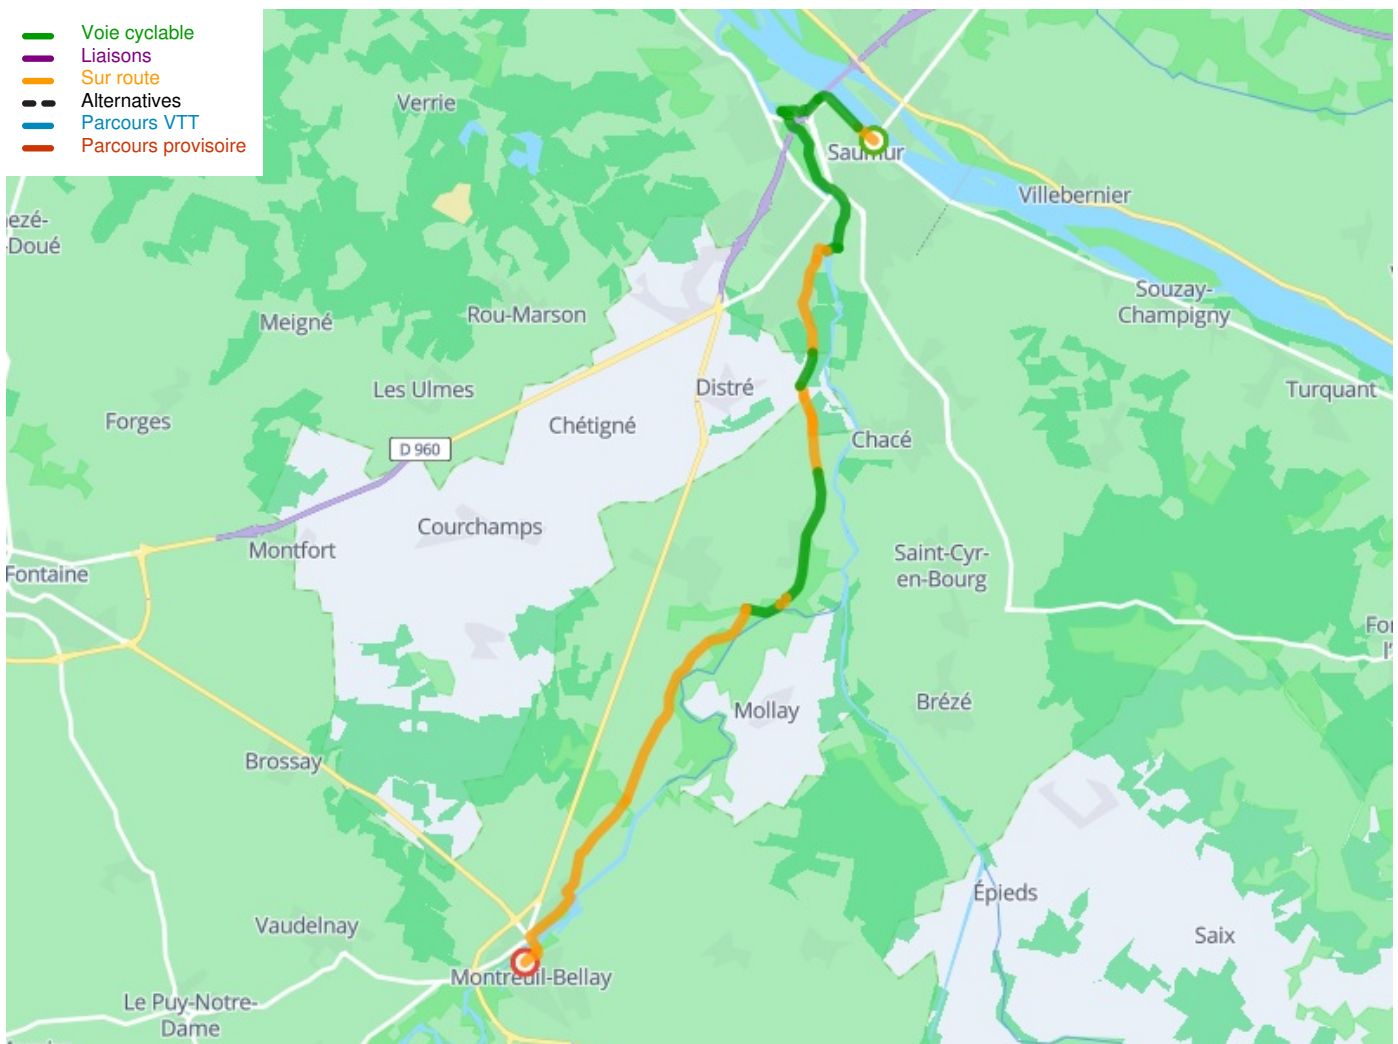 Voie cyclable
Liaisons
Sur route
Alternatives
Parcours VTT
Parcours provisoire
Verrie
Saumur
Villebernier
ezé-
-Doué
Souzay-
Champigny
Meigné
Rou-Marson
Les Ulmes
Distré
Turquant
Forges
Chétigné
Chacé
D 960
Courchamps
Montfort
Saint-Cyr-
en-Bourg
Fontaine
For
l'
Mollay
Brézé
Brossay
Épieds
Vaudelnay
Saix
Montreuil-Bellay
Le Puy-Notre-
Dame